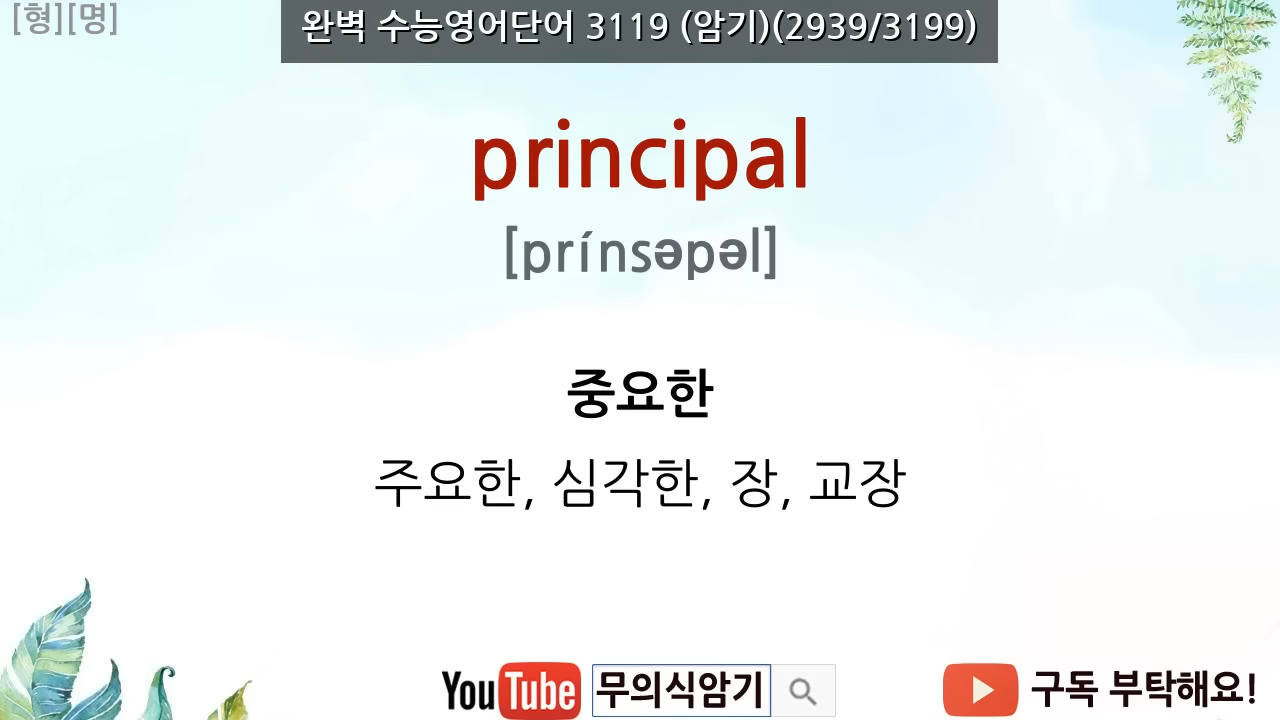 [형][명]
완벽 수능영어단어 3119 (암기)(2939/3199)
principal
[prínsəpəl]
중요한
주요한, 심각한, 장, 교장
YouTube 무의식암기 구독 부탁해요!